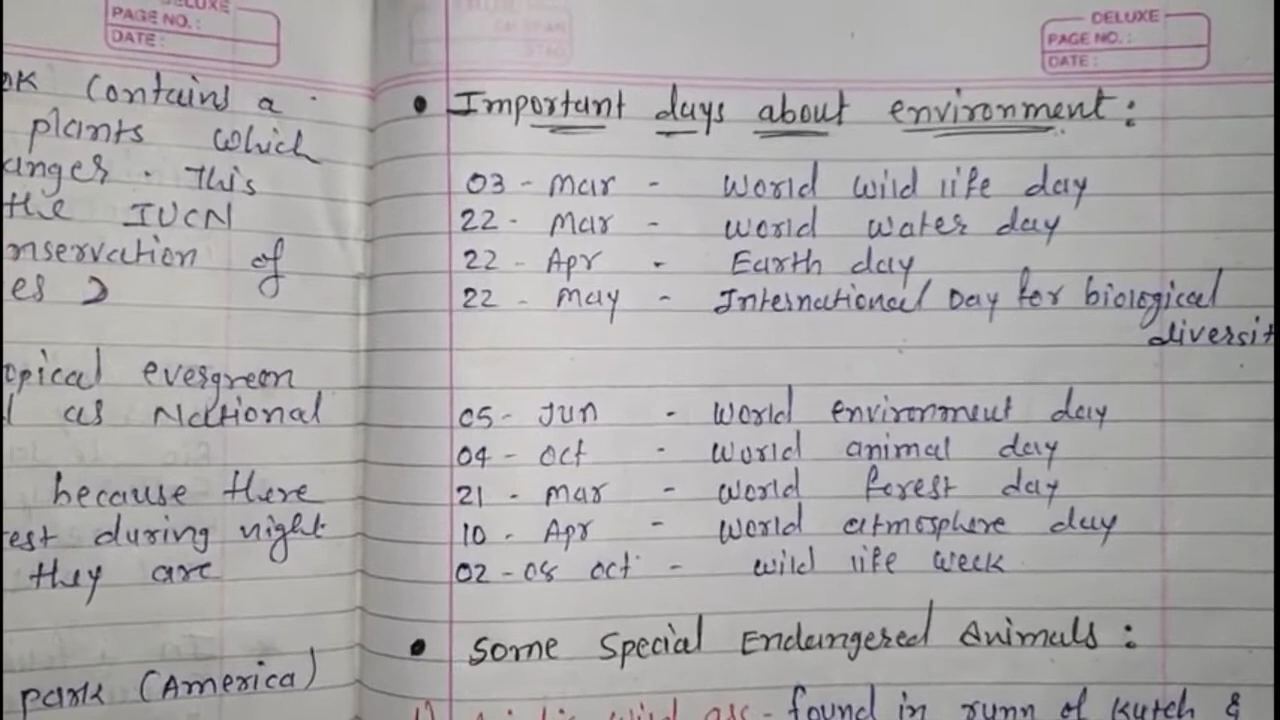 DELUXE
PAGE NO.:
DATE:
contains a
plants which
anger. This
the IUCN
nservation of
es)
opical evergreen
l as National
because there
est during night
they are
park (America)
DELUXE
PAGE NO.:
DATE:
• Important days about environment:
03 - Mar - World wild life day
22 - Mar - World water day
22 - Apr - Earth day
22 - May - International Day for biological
diversit
05 - Jun - World environment day
04 - Oct - World animal day
21 - Mar - World forest day
10 - Apr - World atmosphere day
02 - 08 Oct - wild life week
• Some Special Endangered Animals:
found in runn of Kutch &